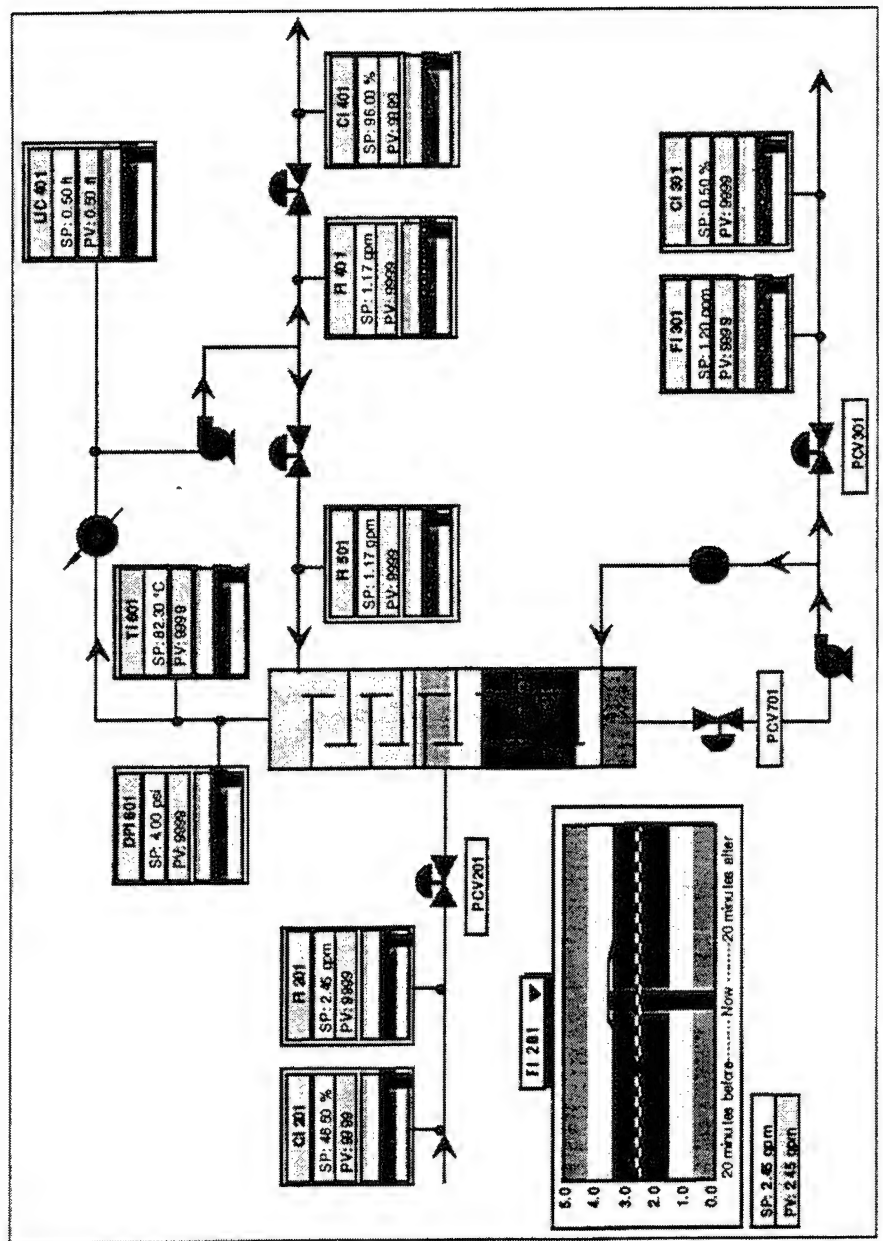 LIC 401
SP: 0.50 ft
PV: 0.50 ft
CI 401
SP: 96.00 %
PV: 9999
FI 401
SP: 1.17 gpm
PV: 9999
TI 601
SP: 82.30 °C
PV: 9999
FI 501
SP: 1.17 gpm
PV: 9999
DPI 601
SP: 4.00 psi
PV: 9999
CI 301
SP: 0.50 %
PV: 9999
FI 301
SP: 1.20 gpm
PV: 9999
PCV301
PCV701
PCV201
FI 201
SP: 2.45 gpm
PV: 9999
CI 201
SP: 46.50 %
PV: 9999
FI 201
5.0
4.0
3.0
2.0
1.0
0.0
20 minutes before-------- Now --------20 minutes after
SP: 2.45 gpm
PV: 2.45 gpm